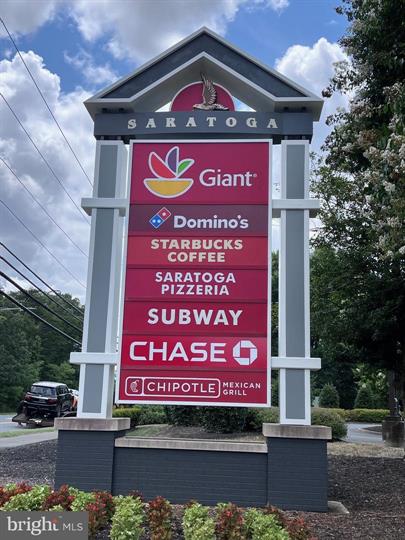 SARATOGA
Giant®
Domino's
STARBUCKS
COFFEE
SARATOGA
PIZZERIA
SUBWAY
CHASE
CHIPOTLE MEXICAN
GRILL
bright MLS